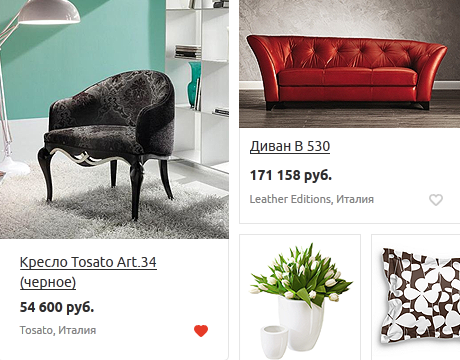 Кресло Tosato Art.34
(черное)
54 600 руб.
Tosato, Италия
Диван B 530
171 158 руб.
Leather Editions, Италия